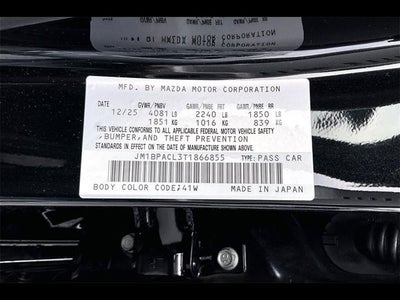 MFD. BY MAZDA MOTOR CORPORATION
GVWR/PNBV GAWR/PNBE FR GAWR/PNBE RR
12/25 4081 LB 2240 LB 1850 LB
1851 KG 1016 KG 839 KG
THIS VEHICLE CONFORMS TO ALL APPLICABLE FEDERAL MOTOR VEHICLE SAFETY
BUMPER, AND THEFT PREVENTION
STANDARDS IN EFFECT ON THE DATE OF MANUFACTURE SHOWN ABOVE.
JM1BPACL3T1866855 TYPE:PASS CAR
BODY COLOR CODE:41W MADE IN JAPAN